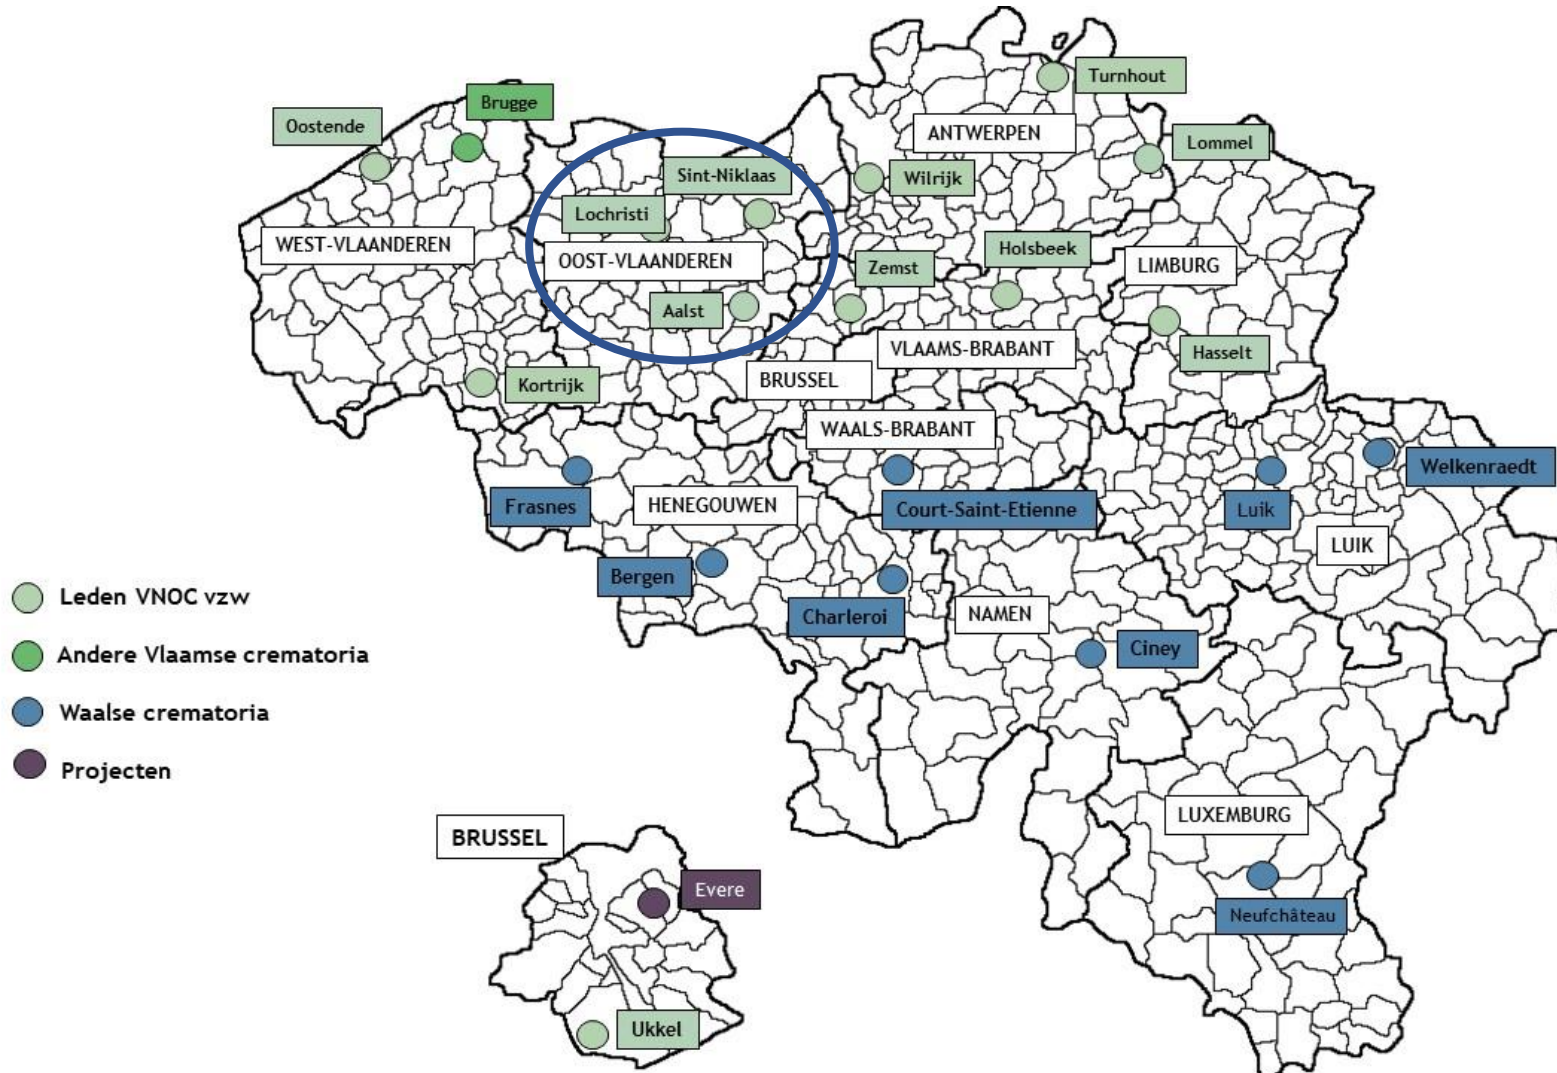 Turnhout
Brugge
Oostende
ANTWERPEN
Lommel
Sint-Niklaas
Wilrijk
Lochristi
WEST-VLAANDEREN
OOST-VLAANDEREN
Holsbeek
Zemst
LIMBURG
Aalst
VLAAMS-BRABANT
Hasselt
BRUSSEL
Kortrijk
WAALS-BRABANT
Welkenraedt
Frasnes
HENEGOUWEN
Court-Saint-Etienne
Luik
LUIK
Bergen
Charleroi
NAMEN
Ciney
Leden VNOC vzw
Andere Vlaamse crematoria
Waalse crematoria
Projecten
LUXEMBURG
BRUSSEL
Evere
Neufchâteau
Ukkel